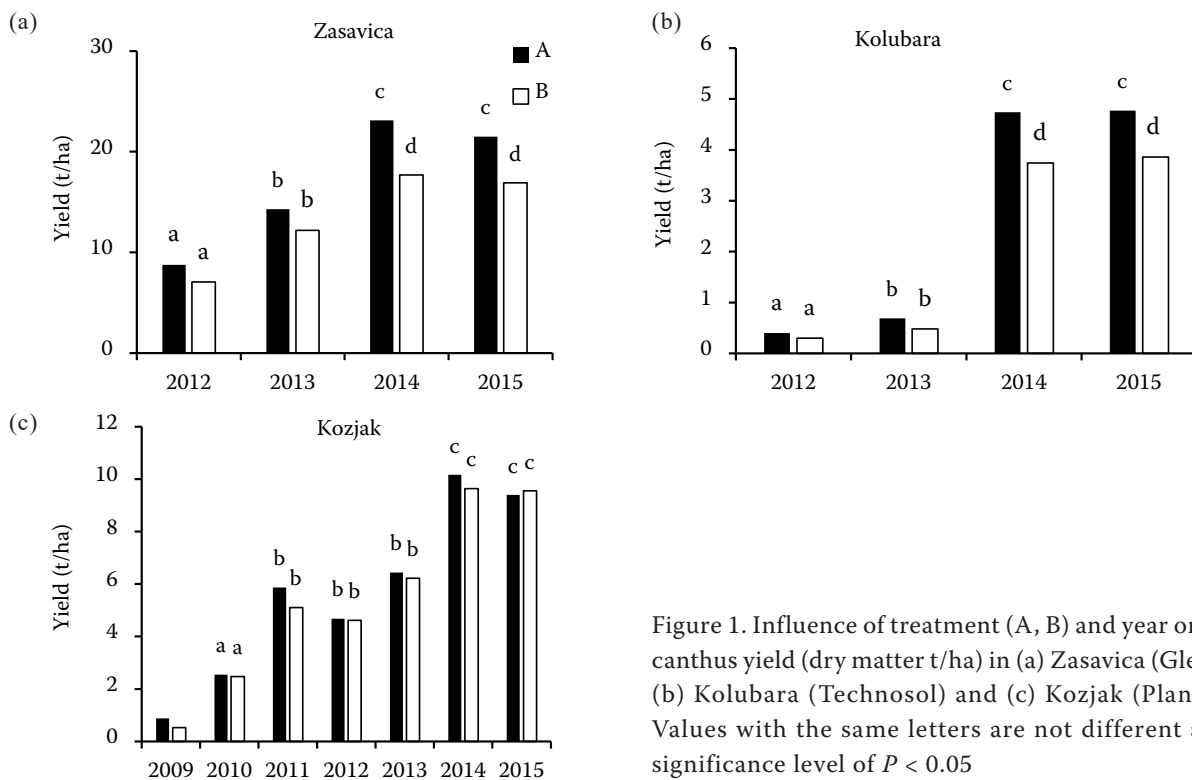 (a)
Zasavica
A
B
Yield (t/ha)
30
20
10
0
a a b b c d c d
2012 2013 2014 2015
(b)
Kolubara
Yield (t/ha)
6
5
4
3
2
1
0
a a b b c d c d
2012 2013 2014 2015
(c)
Kozjak
Yield (t/ha)
12
10
8
6
4
2
0
a a b b b b b b c c c c
2009 2010 2011 2012 2013 2014 2015
Figure 1. Influence of treatment (A, B) and year on
canthus yield (dry matter t/ha) in (a) Zasavica (Gle
(b) Kolubara (Technosol) and (c) Kozjak (Plan
Values with the same letters are not different a
significance level of P < 0.05